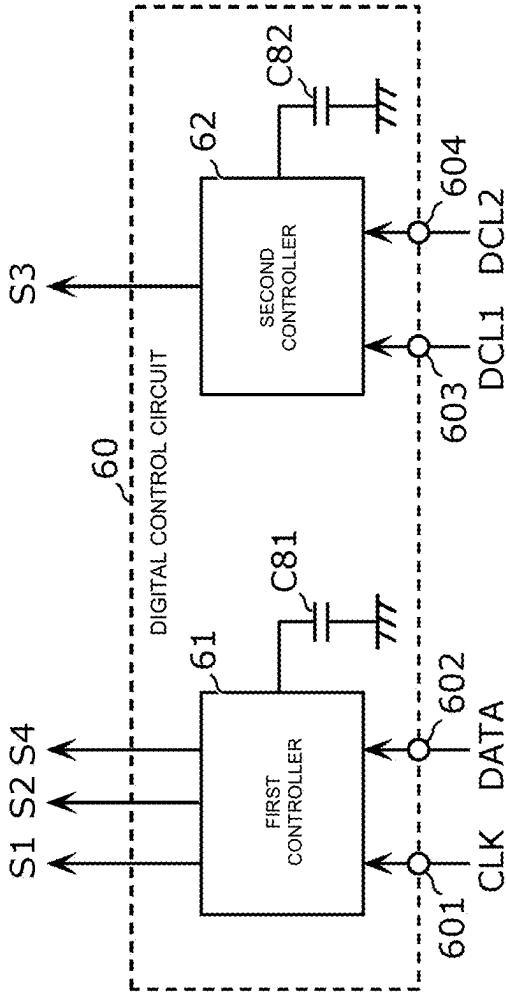 S1
S2
S4
S3
60
DIGITAL CONTROL CIRCUIT
61
62
FIRST
CONTROLLER
C81
SECOND
CONTROLLER
C82
601
602
603
604
CLK
DATA
DCL1
DCL2